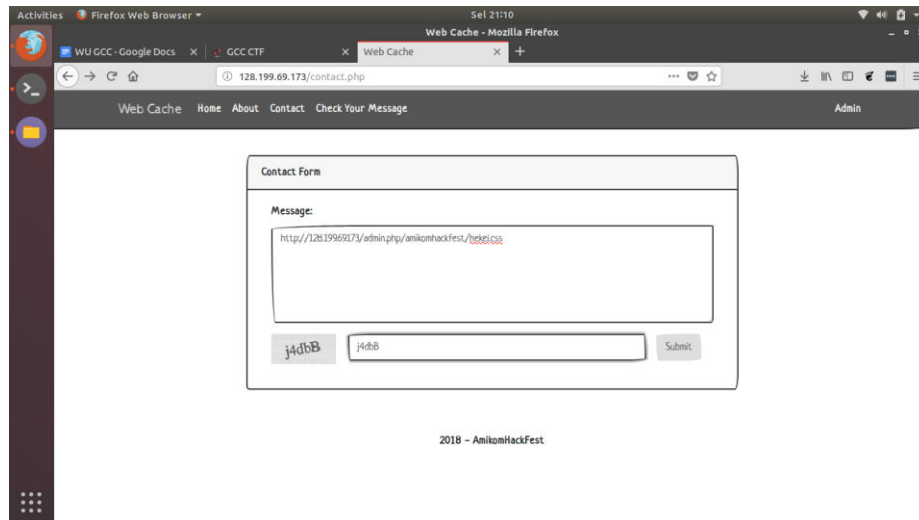 Activities Firefox Web Browser Sel 21:10
Web Cache - Mozilla Firefox
WU GCC - Google Docs GCC CTF Web Cache
128.199.69.173/contact.php
Web Cache Home About Contact Check Your Message Admin
Contact Form
Message:
http://128.199.69.173/admin.php/amikomhackfest/hekei.css
j4dbB j4dbB Submit
2018 - AmikomHackFest